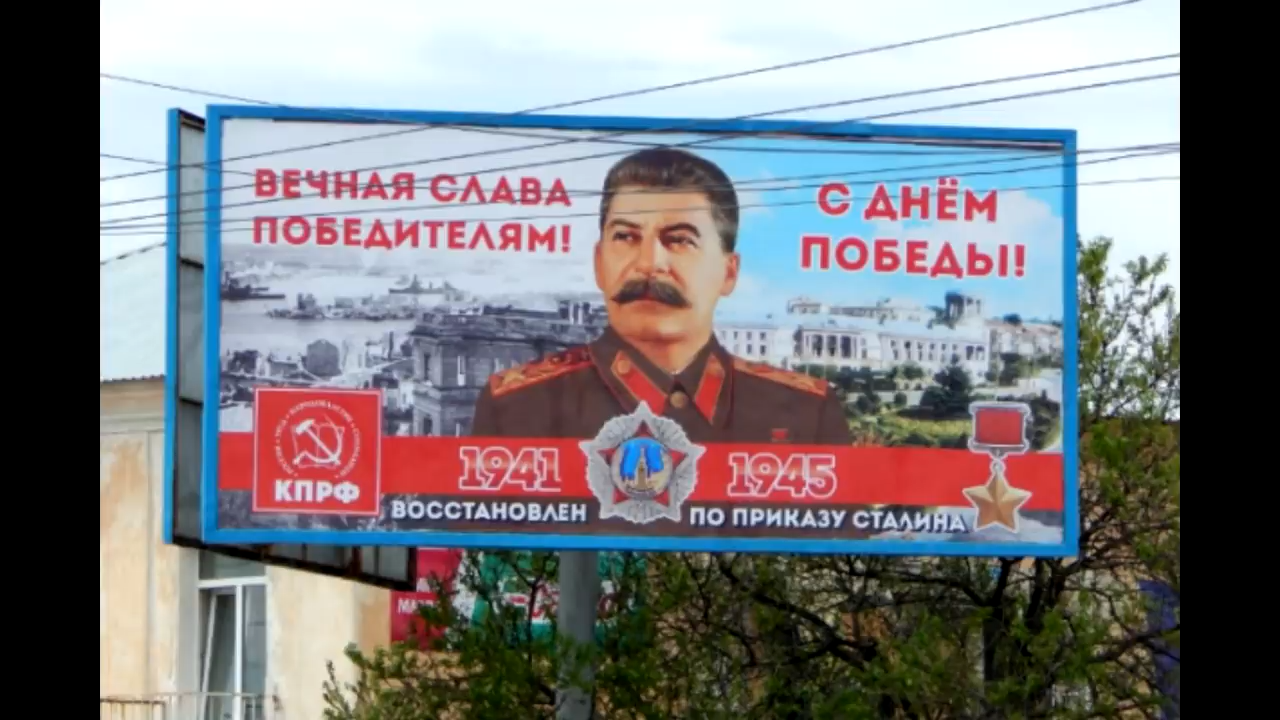 ВЕЧНАЯ СЛАВА
ПОБЕДИТЕЛЯМ!
С ДНЁМ
ПОБЕДЫ!
КПРФ
1941 1945
ВОССТАНОВЛЕН ПО ПРИКАЗУ СТАЛИНА